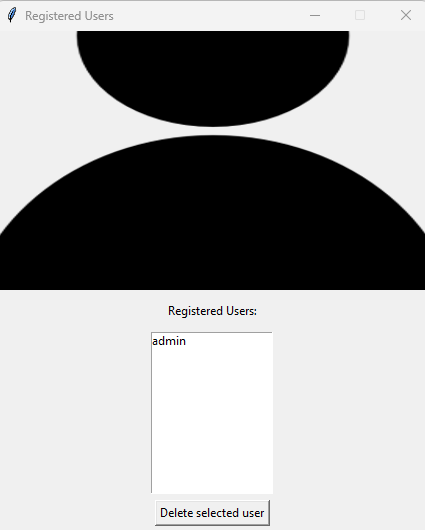 Registered Users
Registered Users:
admin
Delete selected user